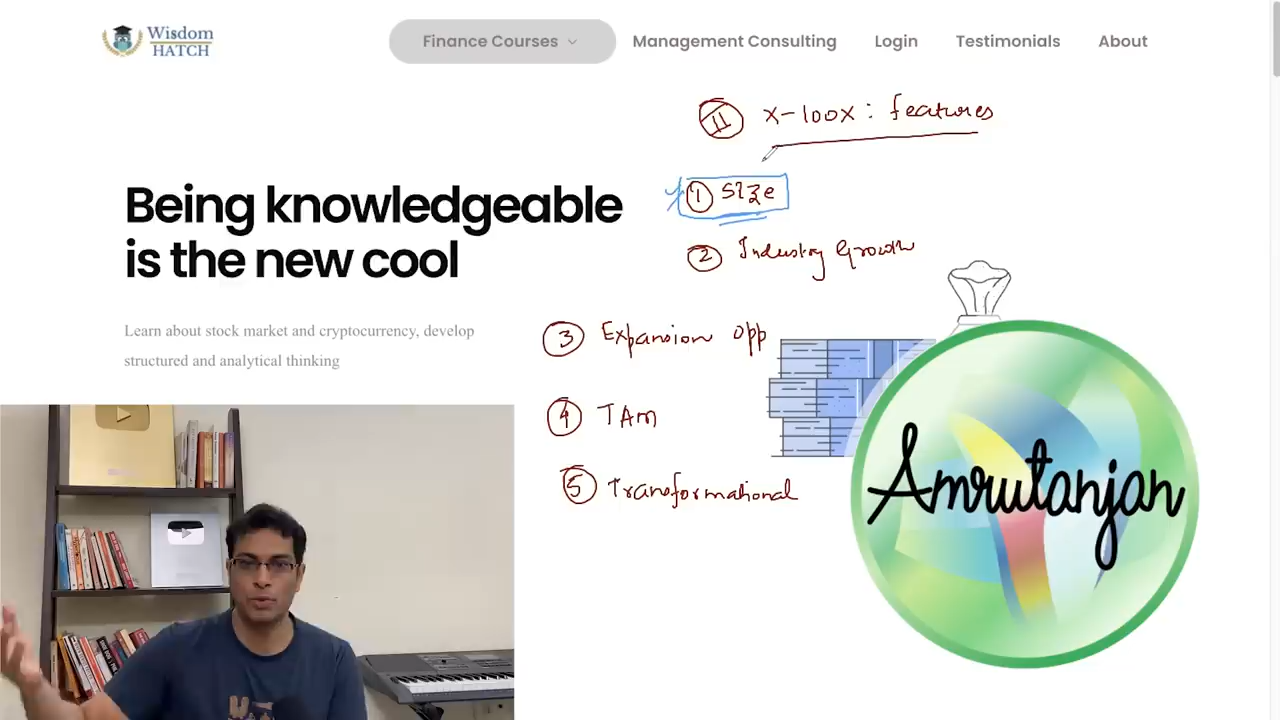 Wisdom
HATCH
Finance Courses
Management Consulting
Login
Testimonials
About
II X-100X : features
1 Size
2 Industry Growth
Being knowledgeable
is the new cool
Learn about stock market and cryptocurrency, develop
structured and analytical thinking
3 Expansion opp
4 TAM
5 Transformational
Amrutanjan